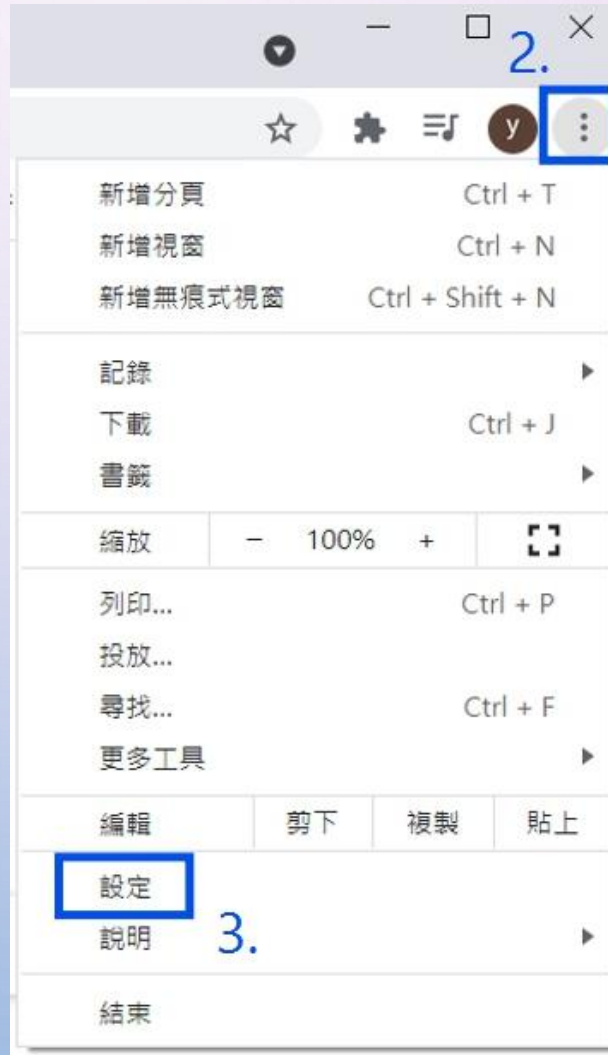 2.
y
新增分頁 Ctrl + T
新增視窗 Ctrl + N
新增無痕式視窗 Ctrl + Shift + N
記錄
下載 Ctrl + J
書籤
縮放 − 100% +
列印... Ctrl + P
投放...
尋找... Ctrl + F
更多工具
編輯 剪下 複製 貼上
設定
說明
3.
結束